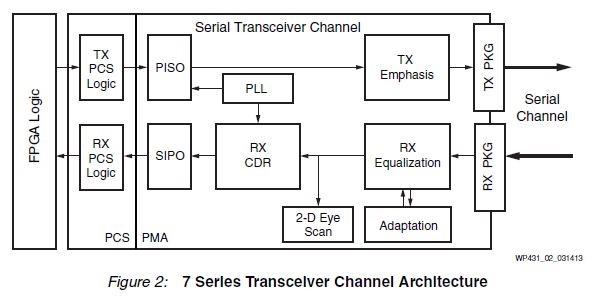 Serial Transceiver Channel
FPGA Logic
TX
PCS
Logic
PISO
TX
Emphasis
TX PKG
PLL
Serial
Channel
RX
PCS
Logic
SIPO
RX
CDR
RX
Equalization
RX PKG
2-D Eye
Scan
Adaptation
PCS
PMA
WP431_02_031413
Figure 2: 7 Series Transceiver Channel Architecture